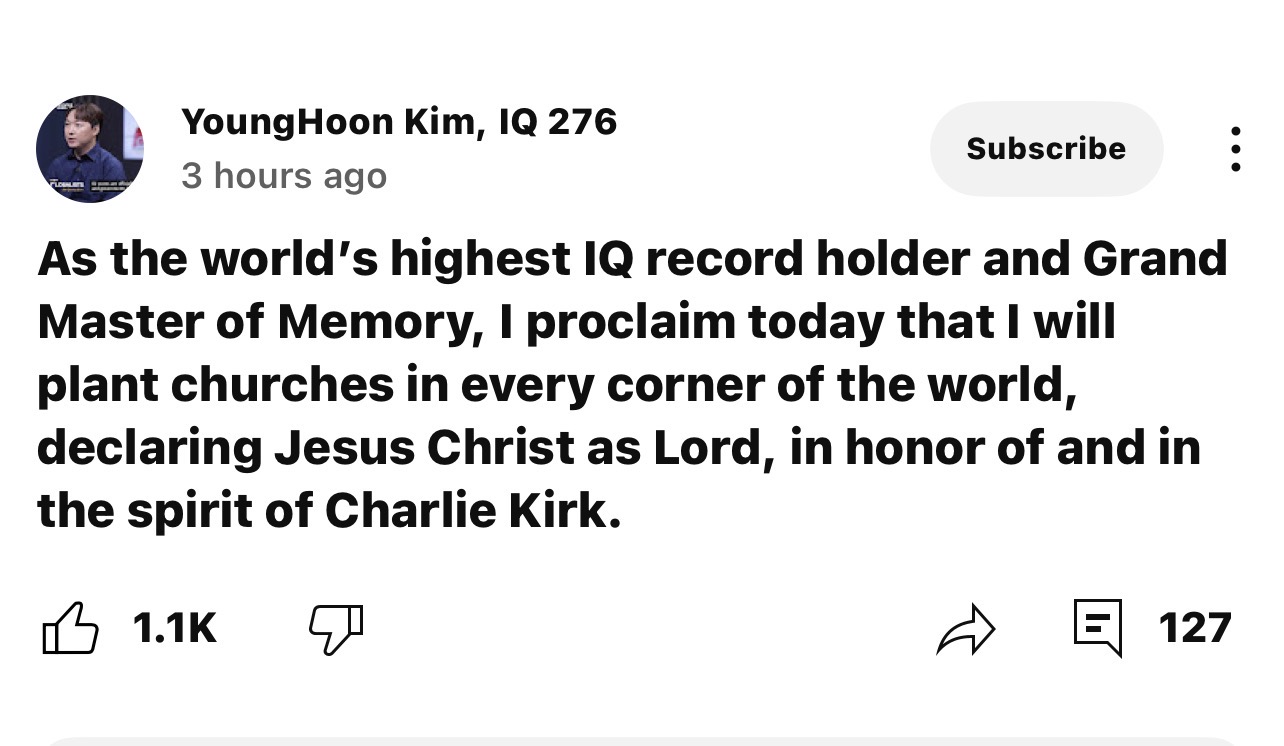 YoungHoon Kim, IQ 276
3 hours ago
Subscribe
As the world’s highest IQ record holder and Grand
Master of Memory, I proclaim today that I will
plant churches in every corner of the world,
declaring Jesus Christ as Lord, in honor of and in
the spirit of Charlie Kirk.
1.1K
127